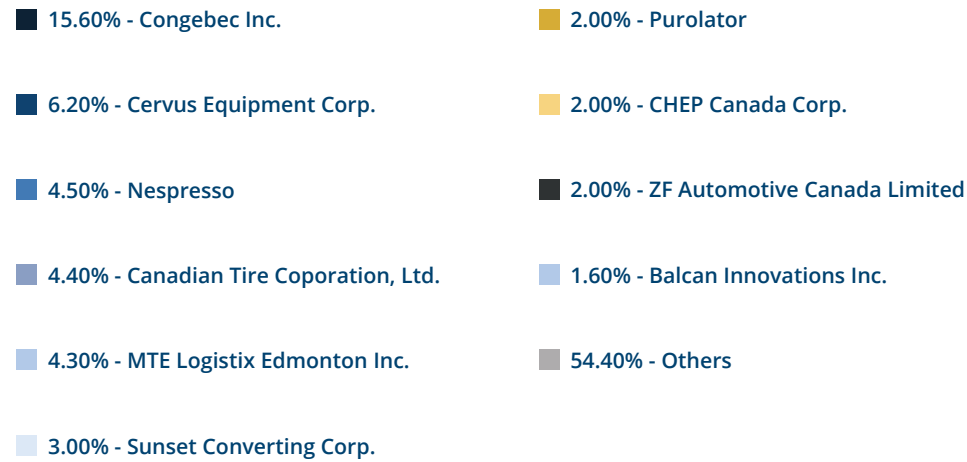 15.60% - Congebec Inc.
6.20% - Cervus Equipment Corp.
4.50% - Nespresso
4.40% - Canadian Tire Coporation, Ltd.
4.30% - MTE Logistix Edmonton Inc.
3.00% - Sunset Converting Corp.
2.00% - Purolator
2.00% - CHEP Canada Corp.
2.00% - ZF Automotive Canada Limited
1.60% - Balcan Innovations Inc.
54.40% - Others